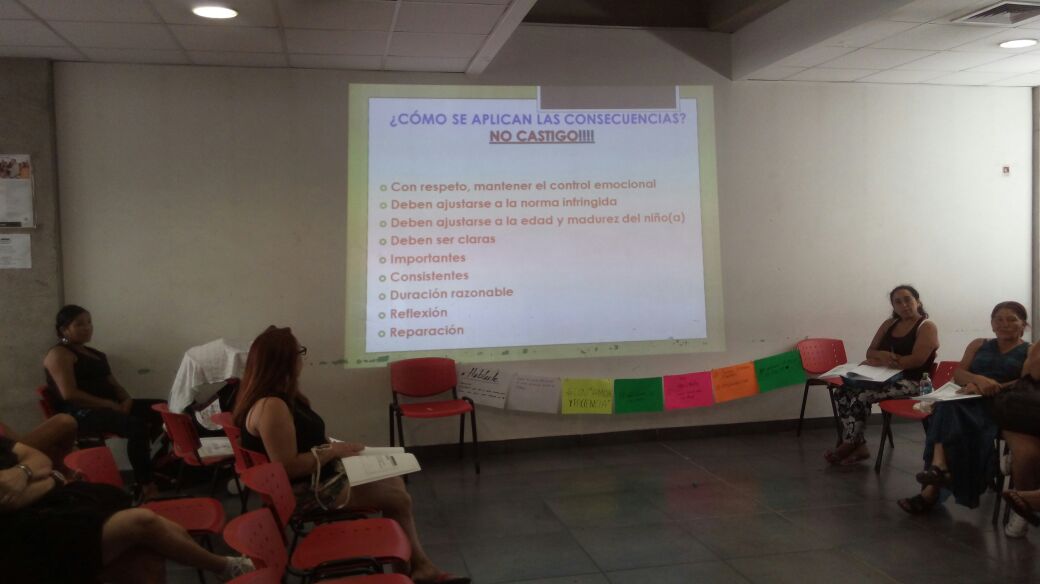 ¿CÓMO SE APLICAN LAS CONSECUENCIAS?
NO CASTIGO!!!!
Con respeto, mantener el control emocional
Deben ajustarse a la norma infringida
Deben ajustarse a la edad y madurez del niño(a)
Deben ser claras
Importantes
Consistentes
Duración razonable
Reflexión
Reparación